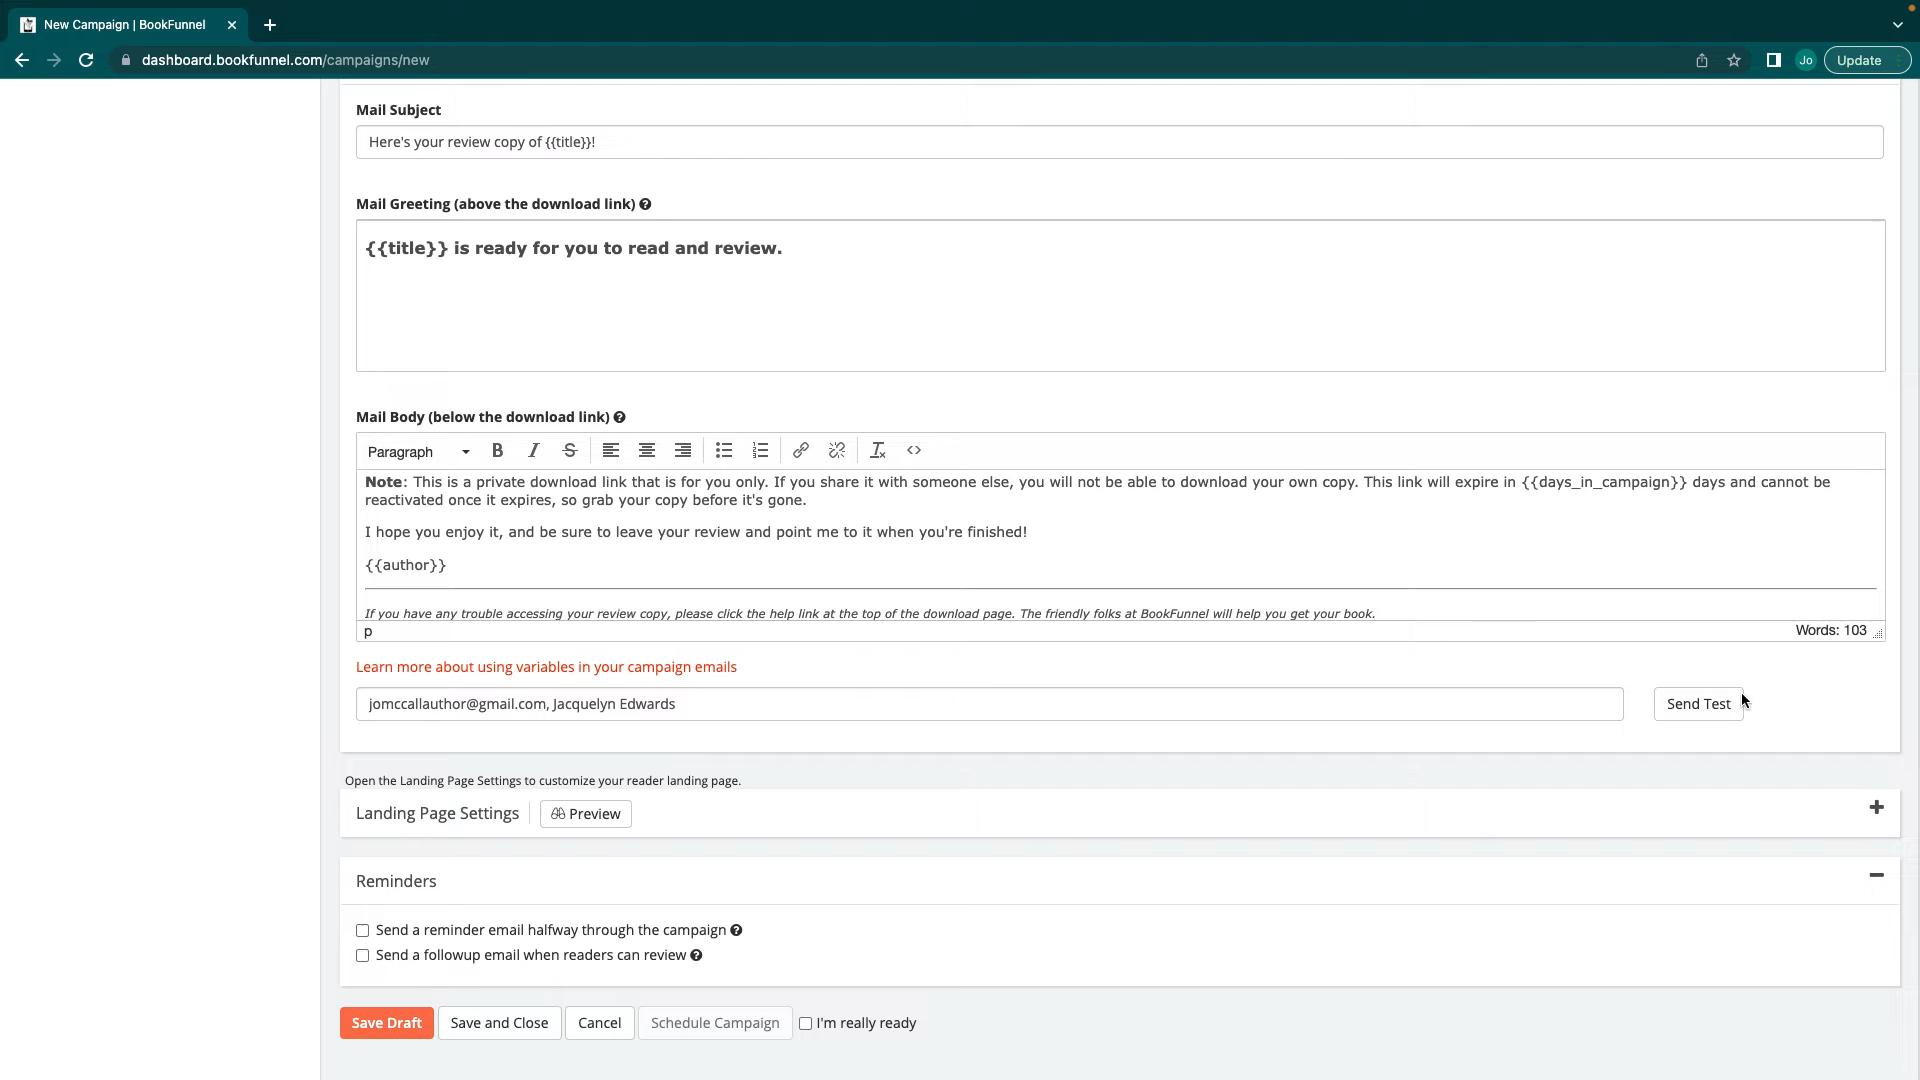 New Campaign | BookFunnel
dashboard.bookfunnel.com/campaigns/new
Jo
Update
Mail Subject
Here's your review copy of {{title}}!
Mail Greeting (above the download link)
{{title}} is ready for you to read and review.
Mail Body (below the download link)
Paragraph
Note: This is a private download link that is for you only. If you share it with someone else, you will not be able to download your own copy. This link will expire in {{days_in_campaign}} days and cannot be
reactivated once it expires, so grab your copy before it's gone.
I hope you enjoy it, and be sure to leave your review and point me to it when you're finished!
{{author}}
If you have any trouble accessing your review copy, please click the help link at the top of the download page. The friendly folks at BookFunnel will help you get your book.
p
Words: 103
Learn more about using variables in your campaign emails
jomccallauthor@gmail.com, Jacquelyn Edwards
Send Test
Open the Landing Page Settings to customize your reader landing page.
Landing Page Settings
Preview
Reminders
Send a reminder email halfway through the campaign
Send a followup email when readers can review
Save Draft
Save and Close
Cancel
Schedule Campaign
I'm really ready